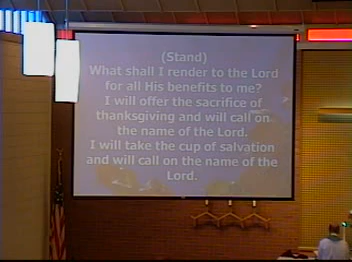 (Stand)
What shall I render to the Lord
for all His benefits to me?
I will offer the sacrifice of
thanksgiving and will call on
the name of the Lord.
I will take the cup of salvation
and will call on the name of the
Lord.